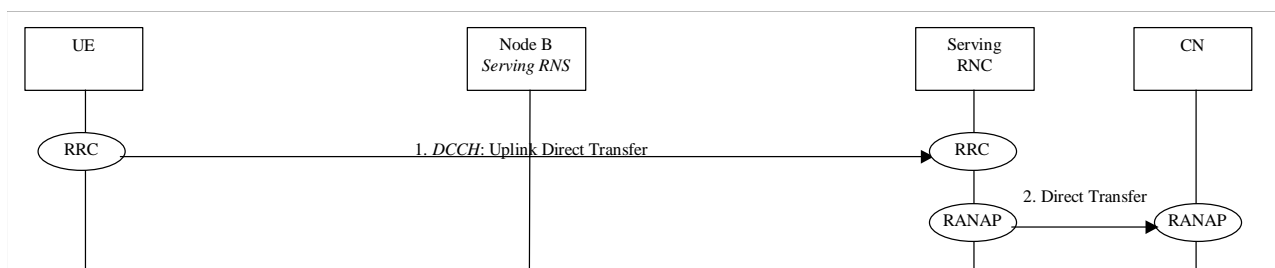 UE
Node B
Serving RNS
Serving
RNC
CN
RRC
1. DCCH: Uplink Direct Transfer
RRC
2. Direct Transfer
RANAP
RANAP